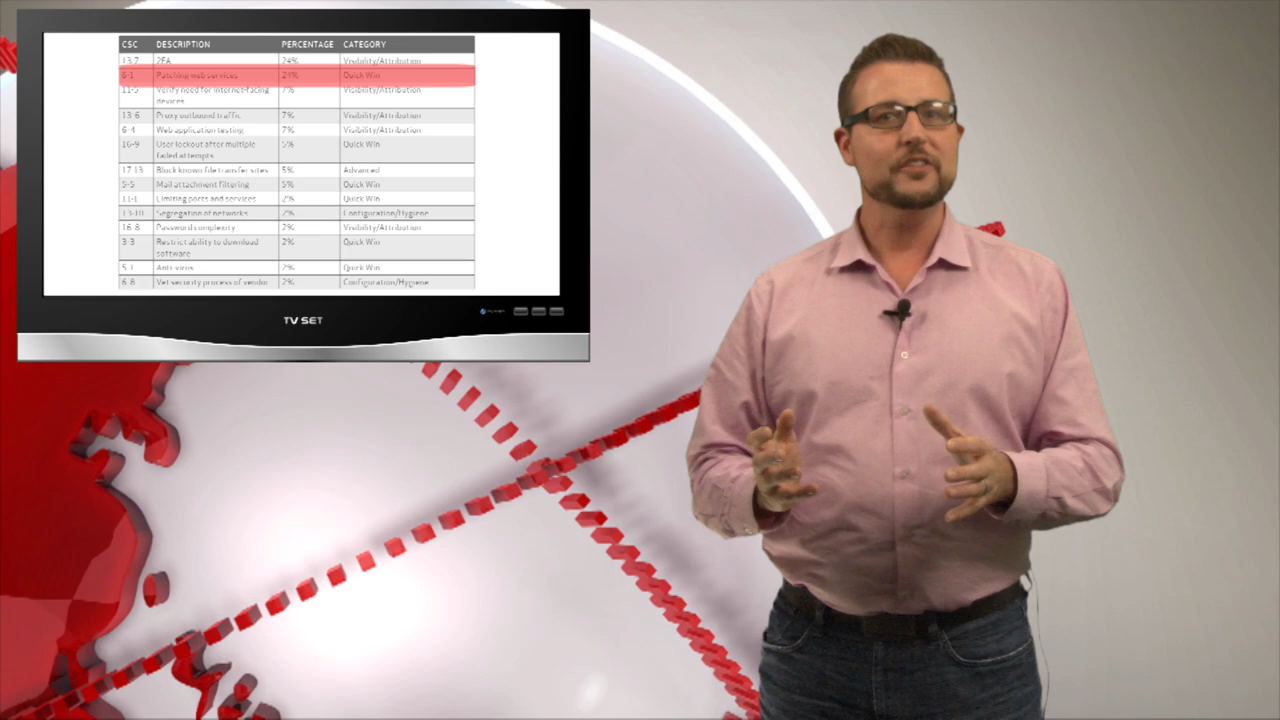 CSC DESCRIPTION PERCENTAGE CATEGORY
13-7 2FA 24% Visibility/Attribution
6-1 Patching web services 24% Quick Win
11-5 Verify need for internet-facing 7% Visibility/Attribution
devices
13-6 Proxy outbound traffic 7% Visibility/Attribution
6-4 Web application testing 7% Visibility/Attribution
16-9 User lockout after multiple 5% Quick Win
failed attempts
17-13 Block known file transfer sites 5% Advanced
5-5 Mail attachment filtering 5% Quick Win
11-1 Limiting ports and services 2% Quick Win
13-10 Segregation of networks 2% Configuration/Hygiene
16-8 Password complexity 2% Visibility/Attribution
3-3 Restrict ability to download 2% Quick Win
software
5-1 Anti-virus 2% Quick Win
6-8 Vet security process of vendor 2% Configuration/Hygiene
TV SET
POWER